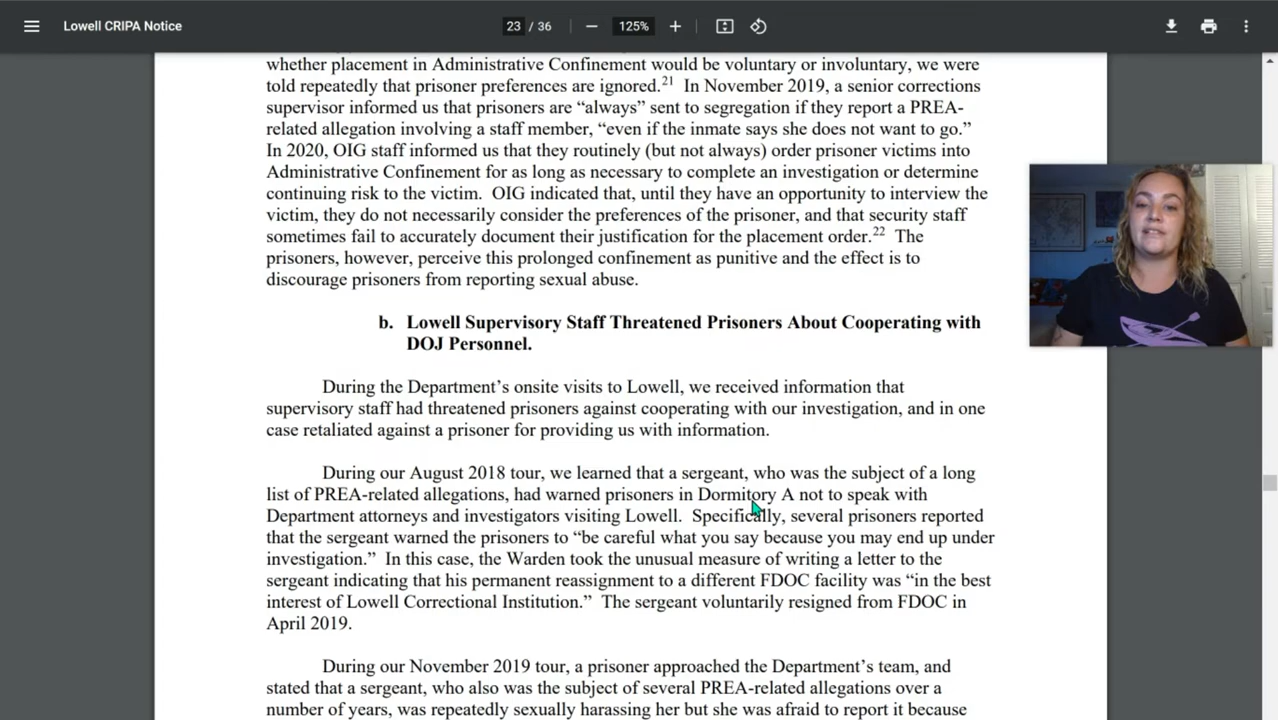 Lowell CRIPA Notice
23 / 36
125%
whether placement in Administrative Confinement would be voluntary or involuntary, we were
told repeatedly that prisoner preferences are ignored.21 In November 2019, a senior corrections
supervisor informed us that prisoners are “always” sent to segregation if they report a PREA-
related allegation involving a staff member, “even if the inmate says she does not want to go.”
In 2020, OIG staff informed us that they routinely (but not always) order prisoner victims into
Administrative Confinement for as long as necessary to complete an investigation or determine
continuing risk to the victim. OIG indicated that, until they have an opportunity to interview the
victim, they do not necessarily consider the preferences of the prisoner, and that security staff
sometimes fail to accurately document their justification for the placement order.22 The
prisoners, however, perceive this prolonged confinement as punitive and the effect is to
discourage prisoners from reporting sexual abuse.
b. Lowell Supervisory Staff Threatened Prisoners About Cooperating with
DOJ Personnel.
During the Department’s onsite visits to Lowell, we received information that
supervisory staff had threatened prisoners against cooperating with our investigation, and in one
case retaliated against a prisoner for providing us with information.
During our August 2018 tour, we learned that a sergeant, who was the subject of a long
list of PREA-related allegations, had warned prisoners in Dormitory A not to speak with
Department attorneys and investigators visiting Lowell. Specifically, several prisoners reported
that the sergeant warned the prisoners to “be careful what you say because you may end up under
investigation.” In this case, the Warden took the unusual measure of writing a letter to the
sergeant indicating that his permanent reassignment to a different FDOC facility was “in the best
interest of Lowell Correctional Institution.” The sergeant voluntarily resigned from FDOC in
April 2019.
During our November 2019 tour, a prisoner approached the Department’s team, and
stated that a sergeant, who also was the subject of several PREA-related allegations over a
number of years, was repeatedly sexually harassing her but she was afraid to report it because